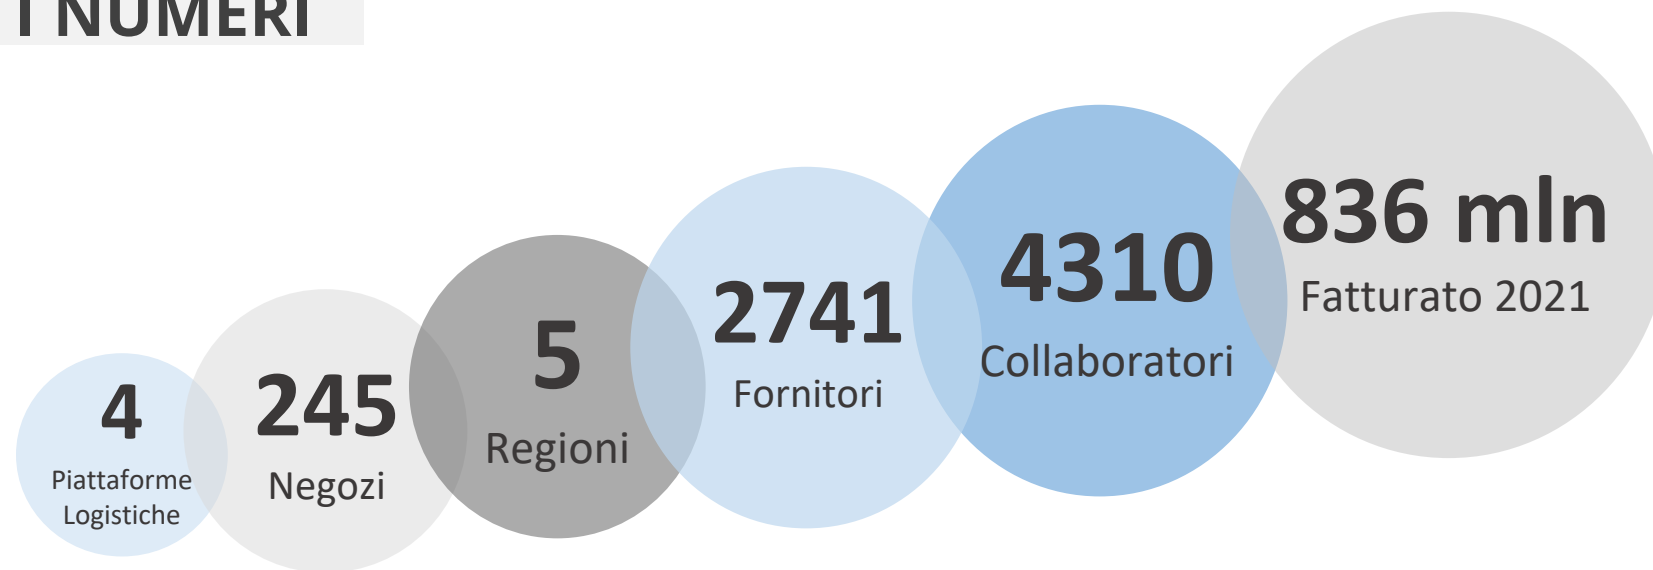 I NUMERI
4
Piattaforme
Logistiche
245
Negozi
5
Regioni
2741
Fornitori
4310
Collaboratori
836 mln
Fatturato 2021